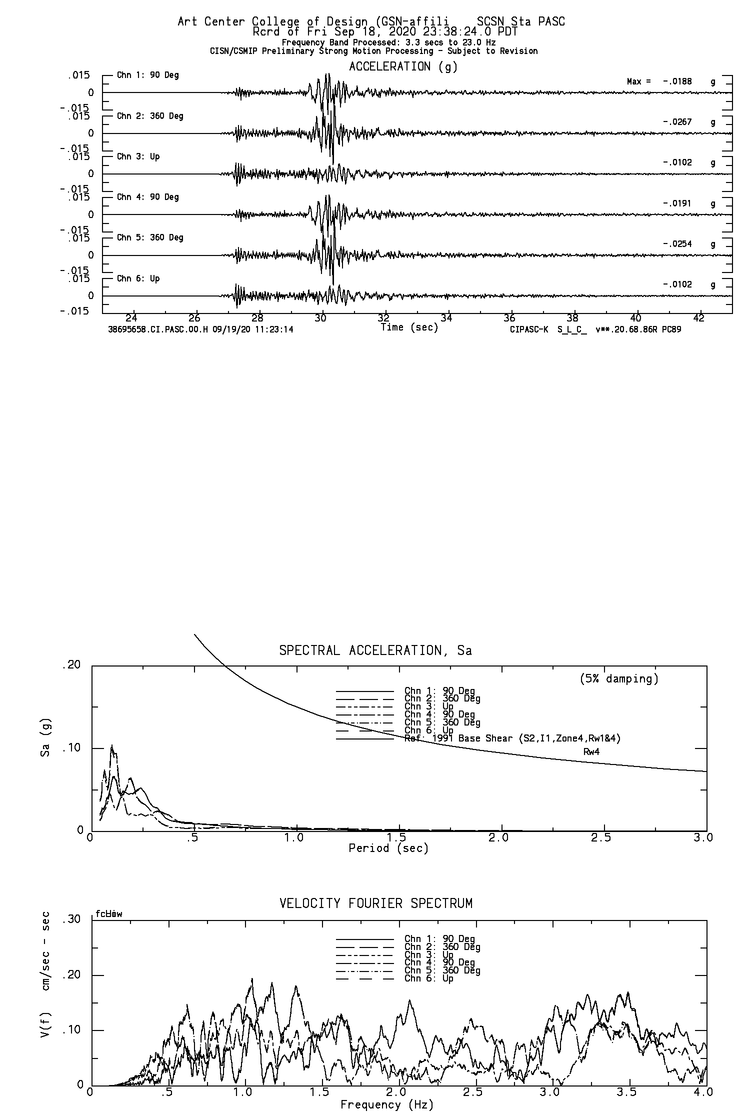 Art Center College of Design (GSN-affili SCSN Sta PASC
Rcrd of Fri Sep 18, 2020 23:38:24.0 PDT
Frequency Band Processed: 3.3 secs to 23.0 Hz
CISN/CSMIP Preliminary Strong Motion Processing - Subject to Revision
ACCELERATION (g)
.015 Chn 1: 90 Deg Max = -.0188 g
0
-.015
.015 Chn 2: 360 Deg -.0267 g
0
-.015
.015 Chn 3: Up -.0102 g
0
-.015
.015 Chn 4: 90 Deg -.0191 g
0
-.015
.015 Chn 5: 360 Deg -.0254 g
0
-.015
.015 Chn 6: Up -.0102 g
0
-.015
24 26 28 30 32 34 36 38 40 42
38695658.CI.PASC.00.H 09/19/20 11:23:14 Time (sec) CIPASC-K S_L_C_ v**.20.68.86R PC89
SPECTRAL ACCELERATION, Sa
.20
(5% damping)
Chn 1: 90 Deg
Chn 2: 360 Deg
Chn 3: Up
Chn 4: 90 Deg
Chn 5: 360 Deg
Chn 6: Up
Ref: 1991 Base Shear (S2,I1,Zone4,Rw1&4)
Rw4
Sa (g)
.10
0
0 .5 1.0 1.5 2.0 2.5 3.0
Period (sec)
VELOCITY FOURIER SPECTRUM
.30
Chn 1: 90 Deg
Chn 2: 360 Deg
Chn 3: Up
Chn 4: 90 Deg
Chn 5: 360 Deg
Chn 6: Up
V(f) cm/sec - sec
.20
.10
0
0 .5 1.0 1.5 2.0 2.5 3.0 3.5 4.0
Frequency (Hz)